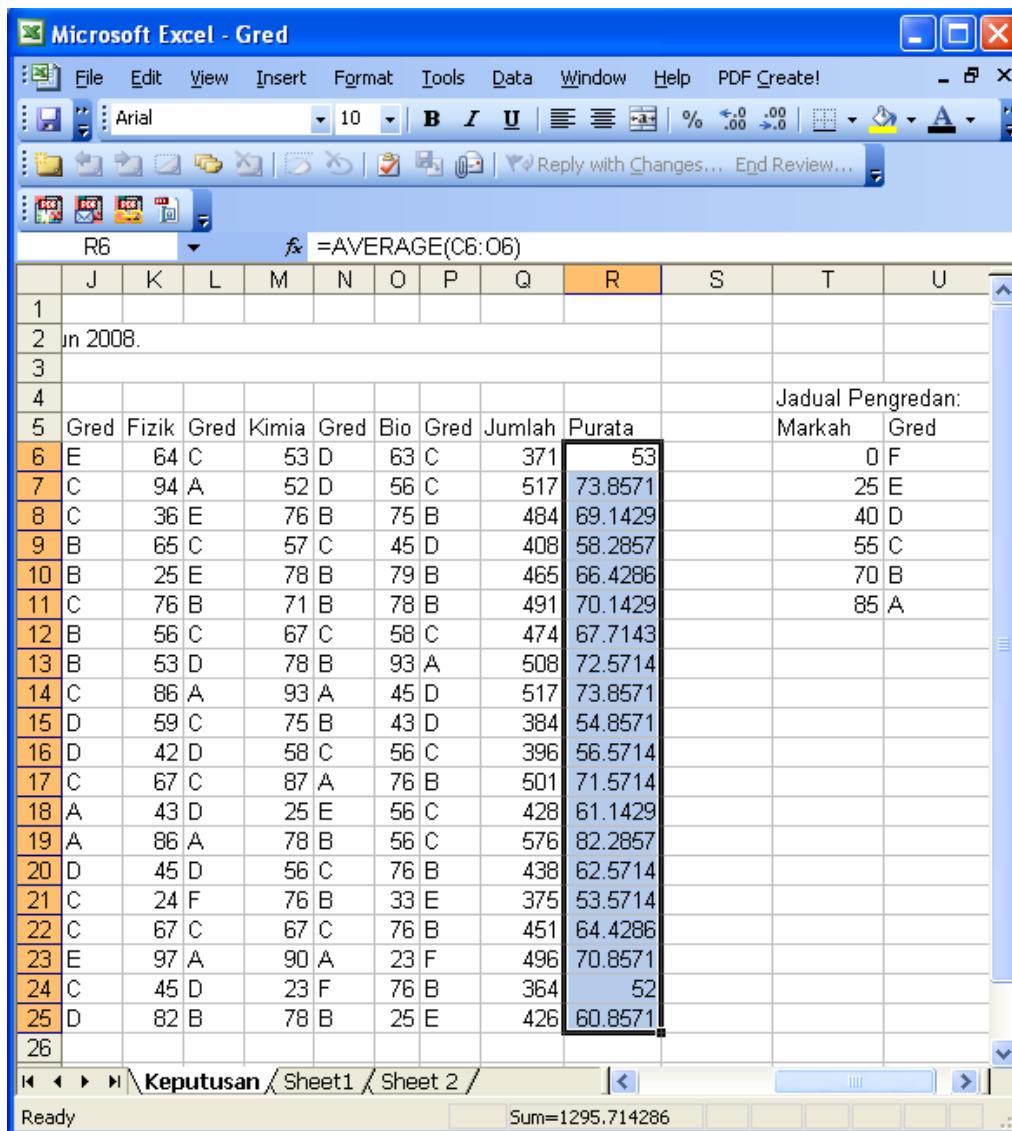 Microsoft Excel - Gred
File Edit View Insert Format Tools Data Window Help PDF Create!
Arial 10 B I U %
Reply with Changes... End Review...
R6 fx =AVERAGE(C6:O6)
J K L M N O P Q R S T U
1
2 un 2008.
3
4 Jadual Pengredan:
5 Gred Fizik Gred Kimia Gred Bio Gred Jumlah Purata Markah Gred
6 E 64 C 53 D 63 C 371 53 0 F
7 C 94 A 52 D 56 C 517 73.8571 25 E
8 C 36 E 76 B 75 B 484 69.1429 40 D
9 B 65 C 57 C 45 D 408 58.2857 55 C
10 B 25 E 78 B 79 B 465 66.4286 70 B
11 C 76 B 71 B 78 B 491 70.1429 85 A
12 B 56 C 67 C 58 C 474 67.7143
13 B 53 D 78 B 93 A 508 72.5714
14 C 86 A 93 A 45 D 517 73.8571
15 D 59 C 75 B 43 D 384 54.8571
16 D 42 D 58 C 56 C 396 56.5714
17 C 67 C 87 A 76 B 501 71.5714
18 A 43 D 25 E 56 C 428 61.1429
19 A 86 A 78 B 56 C 576 82.2857
20 D 45 D 56 C 76 B 438 62.5714
21 C 24 F 76 B 33 E 375 53.5714
22 C 67 C 67 C 76 B 451 64.4286
23 E 97 A 90 A 23 F 496 70.8571
24 C 45 D 23 F 76 B 364 52
25 D 82 B 78 B 25 E 426 60.8571
26
Keputusan Sheet1 Sheet 2
Ready Sum=1295.714286